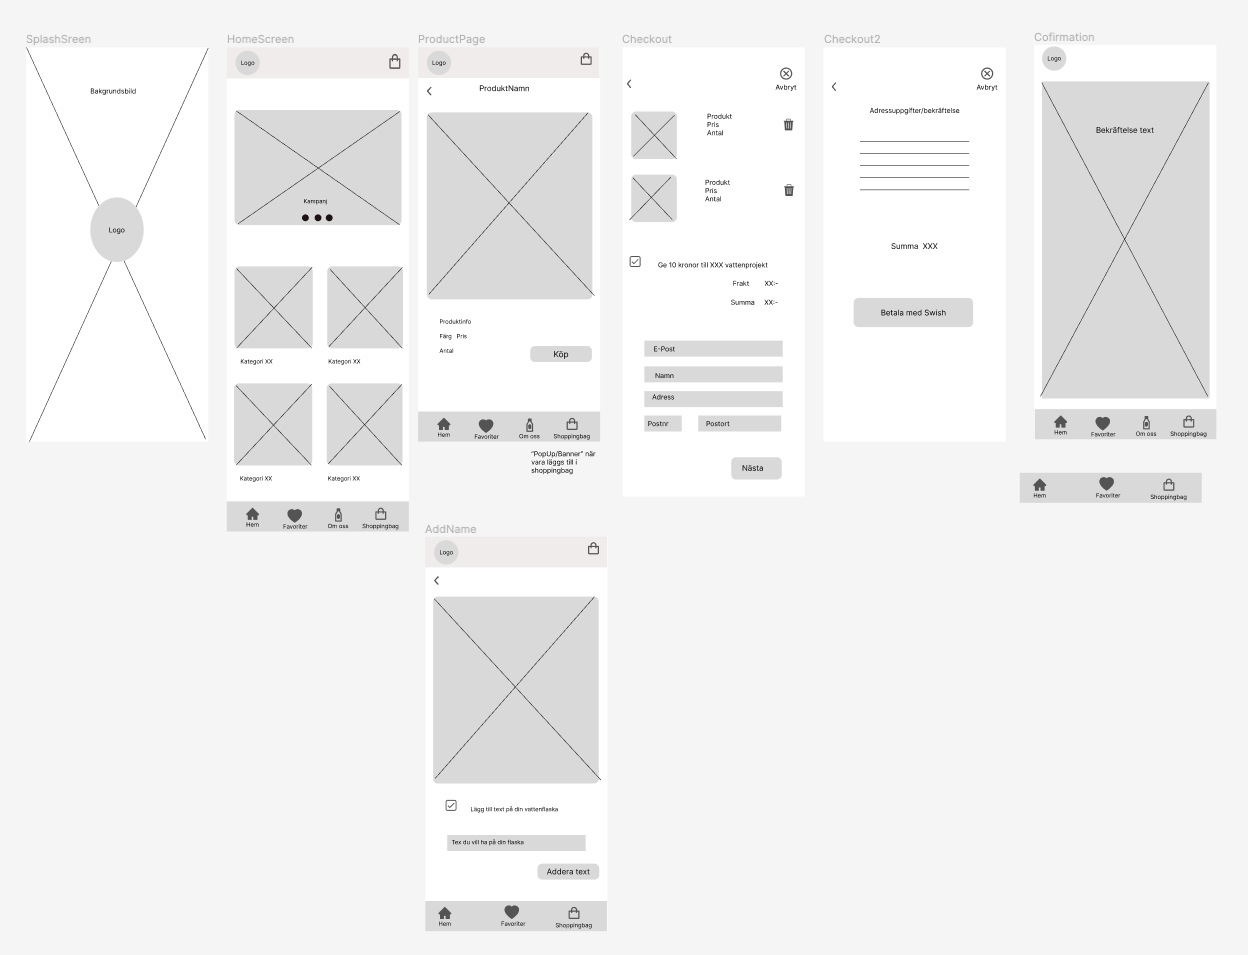 SplashSreen
Bakgrundsbild
Logo
HomeScreen
Logo
Kampanj
Kategori XX
Kategori XX
Kategori XX
Kategori XX
Hem
Favoriter
Om oss
Shoppingbag
ProductPage
Logo
ProduktNamn
Produktinfo
Färg Pris
Antal
Köp
Hem
Favoriter
Om oss
Shoppingbag
"PopUp/Banner" när
vara läggs till i
shoppingbag
Checkout
Avbryt
Produkt
Pris
Antal
Produkt
Pris
Antal
Ge 10 kronor till XXX vattenprojekt
Frakt XX:-
Summa XX:-
E-Post
Namn
Adress
Postnr
Postort
Nästa
Checkout2
Avbryt
Adressuppgifter/bekräftelse
Summa XXX
Betala med Swish
Cofirmation
Logo
Bekräftelse text
Hem
Favoriter
Om oss
Shoppingbag
Hem
Favoriter
Shoppingbag
AddName
Logo
Lägg till text på din vattenflaska
Tex du vill ha på din flaska
Addera text
Hem
Favoriter
Shoppingbag